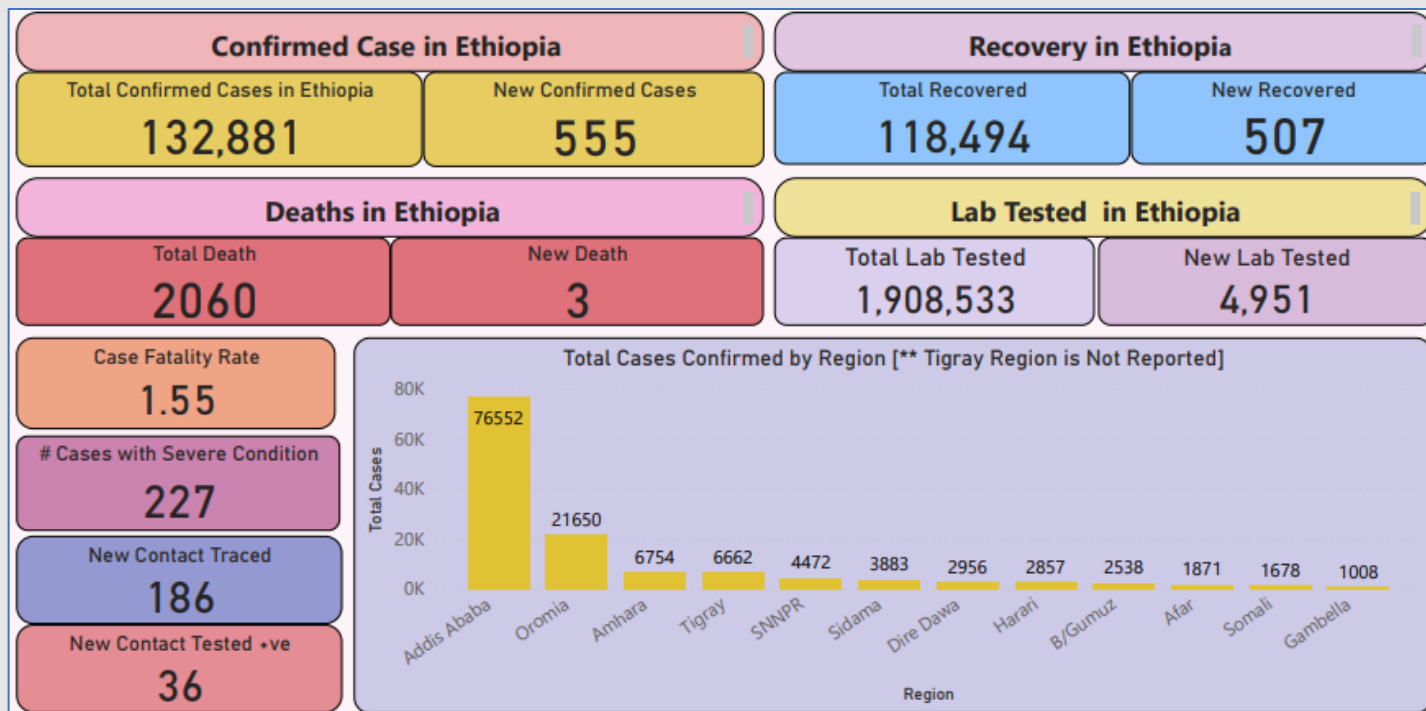 Confirmed Case in Ethiopia
Total Confirmed Cases in Ethiopia
132,881
New Confirmed Cases
555
Recovery in Ethiopia
Total Recovered
118,494
New Recovered
507
Deaths in Ethiopia
Total Death
2060
New Death
3
Lab Tested in Ethiopia
Total Lab Tested
1,908,533
New Lab Tested
4,951
Case Fatality Rate
1.55
# Cases with Severe Condition
227
New Contact Traced
186
New Contact Tested +ve
36
Total Cases Confirmed by Region [** Tigray Region is Not Reported]
Total Cases
80K
60K
40K
20K
0K
76552
21650
6754
6662
4472
3883
2956
2857
2538
1871
1678
1008
Addis Ababa
Oromia
Amhara
Tigray
SNNPR
Sidama
Dire Dawa
Harari
B/Gumuz
Afar
Somali
Gambella
Region